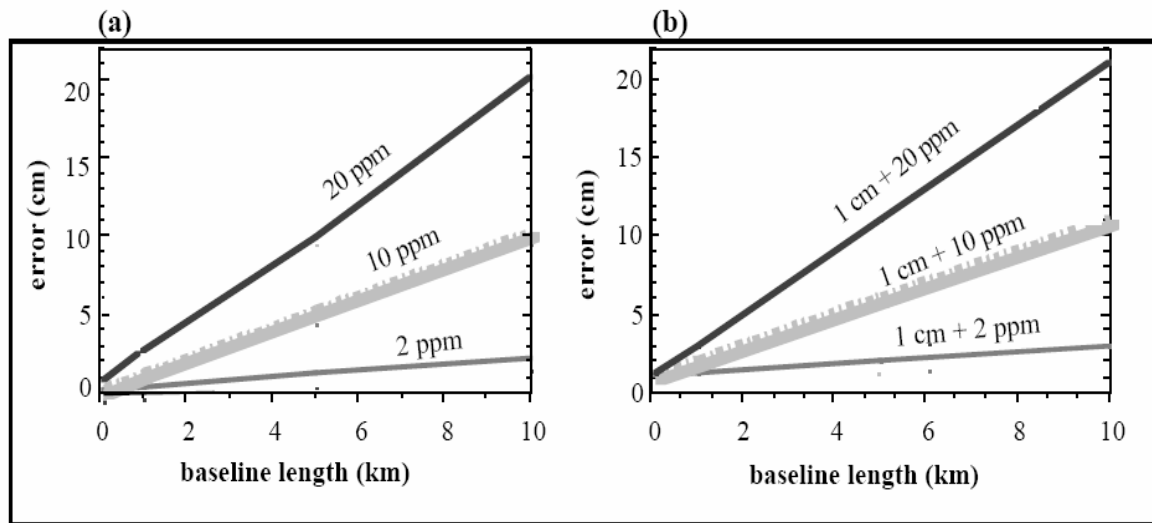 (a)
20
15
10
5
0
error (cm)
20 ppm
10 ppm
2 ppm
0 2 4 6 8 10
baseline length (km)
(b)
20
15
10
5
0
error (cm)
1 cm + 20 ppm
1 cm + 10 ppm
1 cm + 2 ppm
0 2 4 6 8 10
baseline length (km)